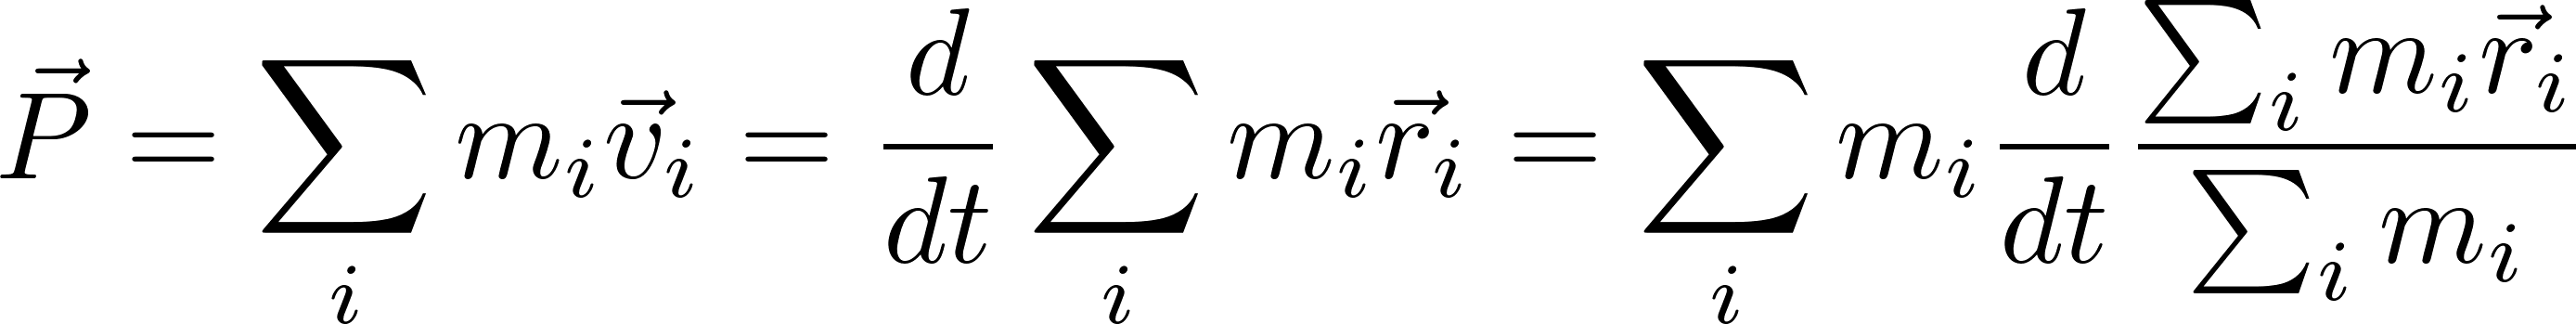 $\vec{P} = \sum_i m_i \vec{v}_i = \frac{d}{dt} \sum_i m_i \vec{r}_i = \sum_i m_i \frac{d}{dt} \frac{\sum_i m_i \vec{r}_i}{\sum_i m_i}$